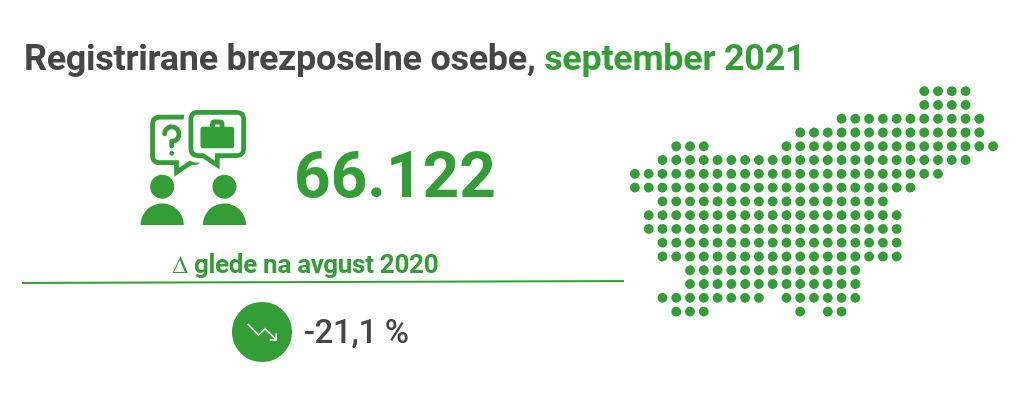 Registrirane brezposelne osebe, september 2021
?
66.122
Δ glede na avgust 2020
-21,1 %